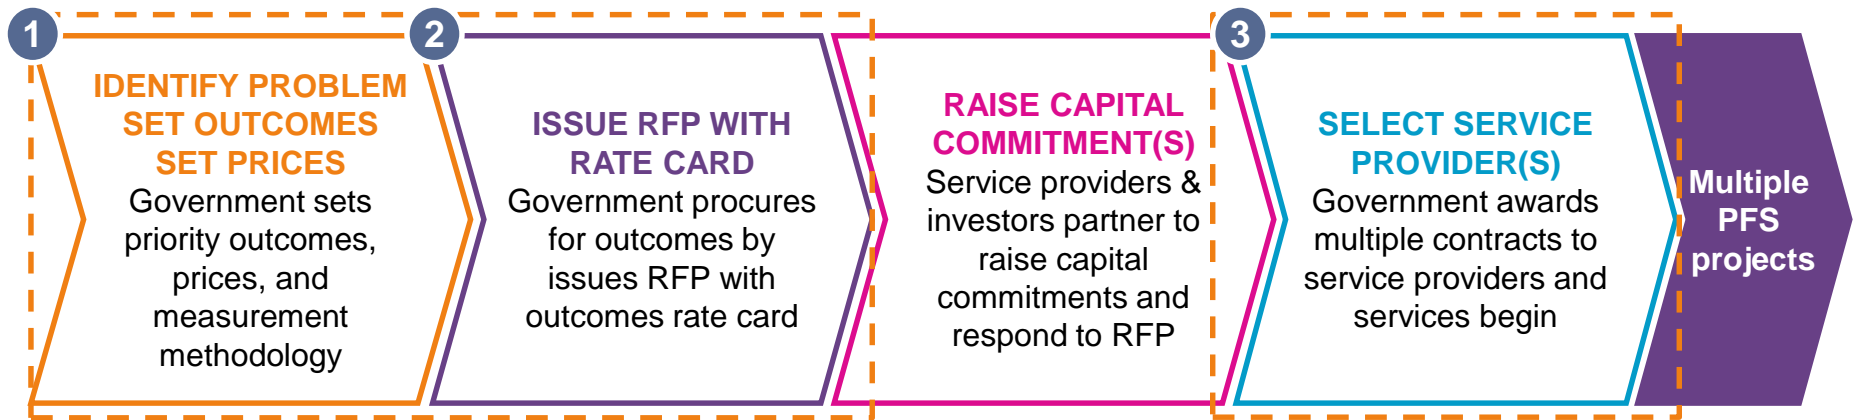 1
IDENTIFY PROBLEM
SET OUTCOMES
SET PRICES
Government sets
priority outcomes,
prices, and
measurement
methodology
2
ISSUE RFP WITH
RATE CARD
Government procures
for outcomes by
issues RFP with
outcomes rate card
RAISE CAPITAL
COMMITMENT(S)
Service providers &
investors partner to
raise capital
commitments and
respond to RFP
3
SELECT SERVICE
PROVIDER(S)
Government awards
multiple contracts to
service providers and
services begin
Multiple
PFS
projects